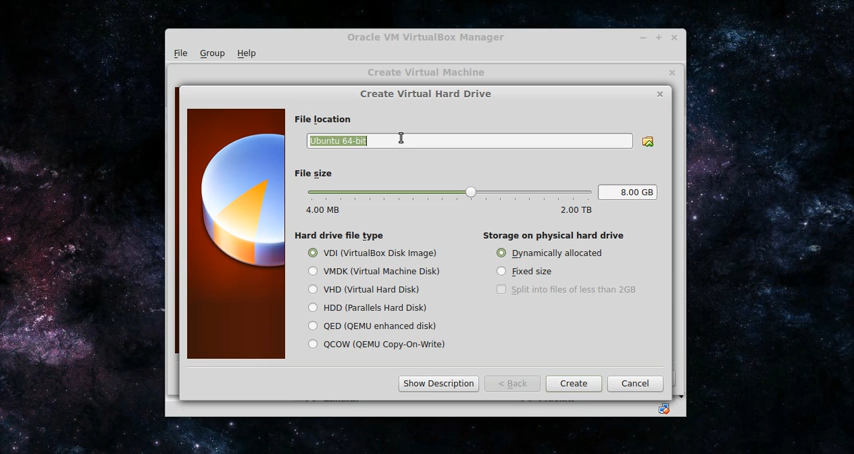 Oracle VM VirtualBox Manager
File Group Help
Create Virtual Machine
Create Virtual Hard Drive
File location
Ubuntu 64-bit
File size
8.00 GB
4.00 MB 2.00 TB
Hard drive file type Storage on physical hard drive
VDI (VirtualBox Disk Image) Dynamically allocated
VMDK (Virtual Machine Disk) Fixed size
VHD (Virtual Hard Disk) Split into files of less than 2GB
HDD (Parallels Hard Disk)
QED (QEMU enhanced disk)
QCOW (QEMU Copy-On-Write)
Show Description < Back Create Cancel